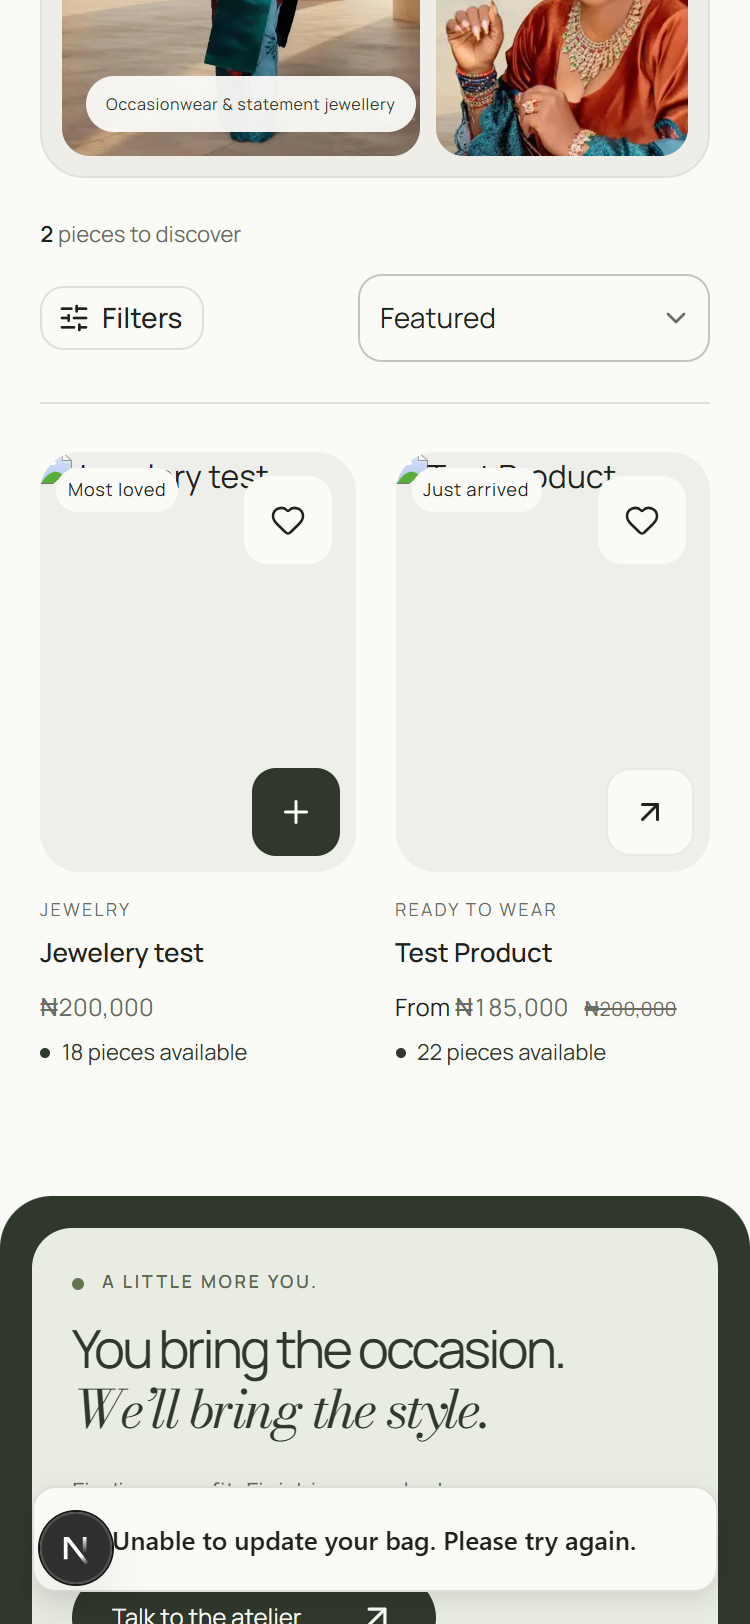 Occasionwear & statement jewellery
2 pieces to discover
Filters
Featured
Most loved
Just arrived
JEWELRY
READY TO WEAR
Jewelery test
Test Product
₦200,000
From ₦185,000 ₦200,000
18 pieces available
22 pieces available
A LITTLE MORE YOU.
You bring the occasion.
We’ll bring the style.
N
Unable to update your bag. Please try again.
Talk to the atelier